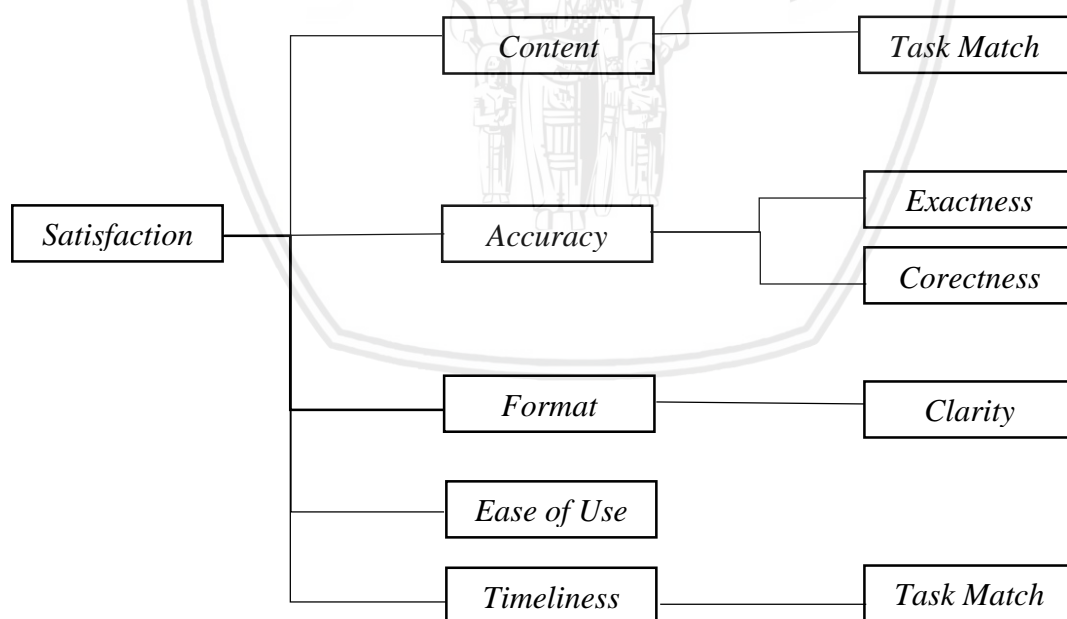 Content
Task Match
Satisfaction
Accuracy
Exactness
Corectness
Format
Clarity
Ease of Use
Timeliness
Task Match